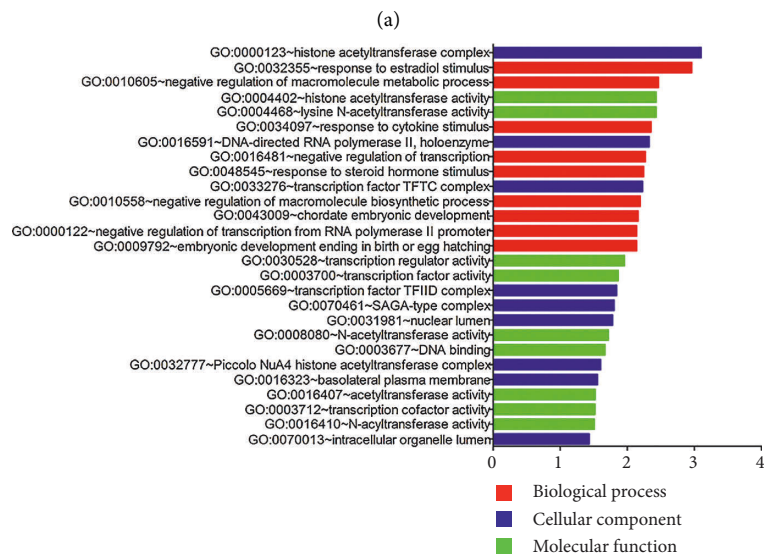 (a)
GO:0000123~histone acetyltransferase complex
GO:0032355~response to estradiol stimulus
GO:0010605~negative regulation of macromolecule metabolic process
GO:0004402~histone acetyltransferase activity
GO:0004468~lysine N-acetyltransferase activity
GO:0034097~response to cytokine stimulus
GO:0016591~DNA-directed RNA polymerase II, holoenzyme
GO:0016481~negative regulation of transcription
GO:0048545~response to steroid hormone stimulus
GO:0033276~transcription factor TFTC complex
GO:0010558~negative regulation of macromolecule biosynthetic process
GO:0043009~chordate embryonic development
GO:0000122~negative regulation of transcription from RNA polymerase II promoter
GO:0009792~embryonic development ending in birth or egg hatching
GO:0030528~transcription regulator activity
GO:0003700~transcription factor activity
GO:0005669~transcription factor TFIID complex
GO:0070461~SAGA-type complex
GO:0031981~nuclear lumen
GO:0008080~N-acetyltransferase activity
GO:0003677~DNA binding
GO:0032777~Piccolo NuA4 histone acetyltransferase complex
GO:0016323~basolateral plasma membrane
GO:0016407~acetyltransferase activity
GO:0003712~transcription cofactor activity
GO:0016410~N-acyltransferase activity
GO:0070013~intracellular organelle lumen
0 1 2 3 4
Biological process
Cellular component
Molecular function